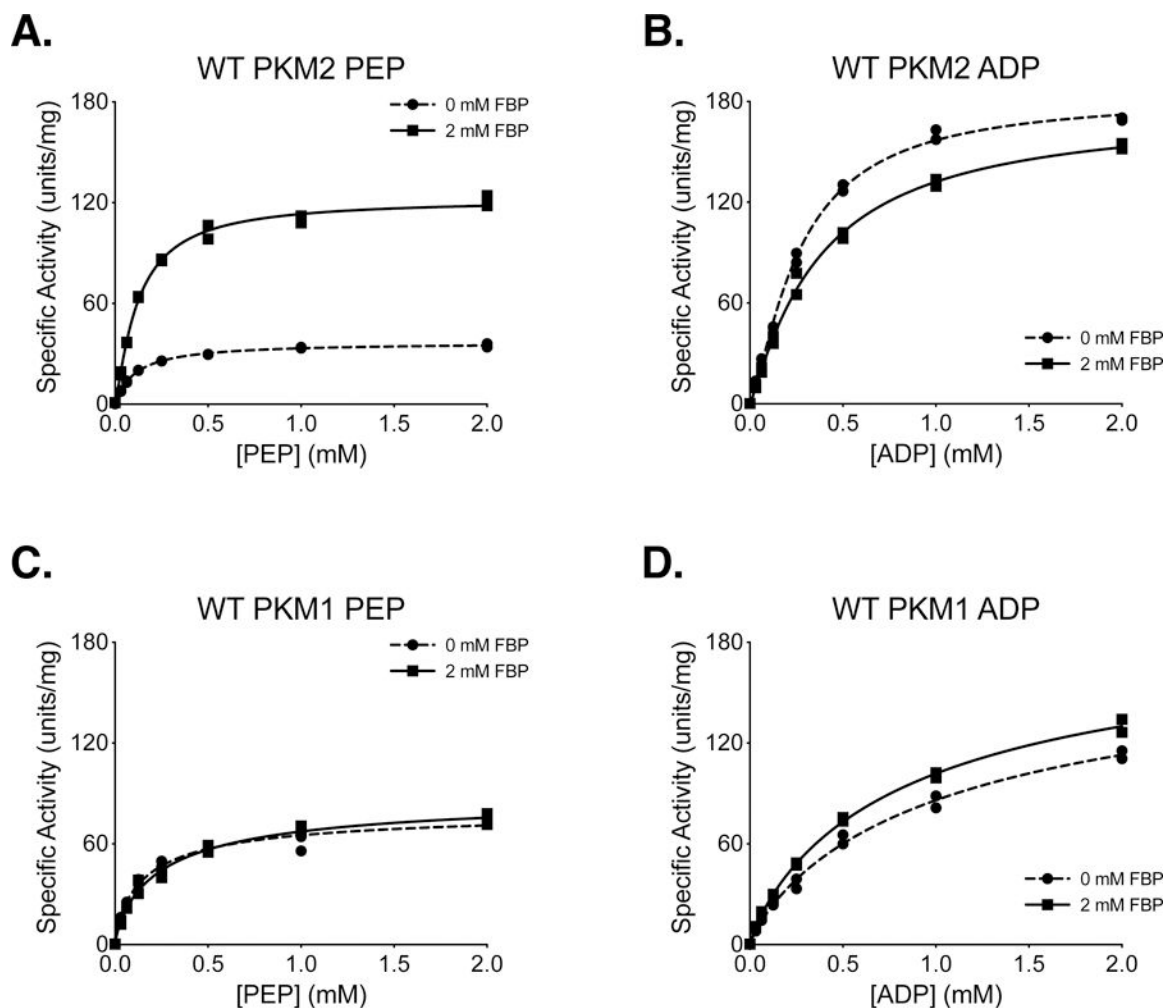 A.
WT PKM2 PEP
0 mM FBP
2 mM FBP
Specific Activity (units/mg)
180
120
60
0
0.0 0.5 1.0 1.5 2.0
[PEP] (mM)
B.
WT PKM2 ADP
Specific Activity (units/mg)
180
120
60
0
0 mM FBP
2 mM FBP
0.0 0.5 1.0 1.5 2.0
[ADP] (mM)
C.
WT PKM1 PEP
0 mM FBP
2 mM FBP
Specific Activity (units/mg)
180
120
60
0
0.0 0.5 1.0 1.5 2.0
[PEP] (mM)
D.
WT PKM1 ADP
Specific Activity (units/mg)
180
120
60
0
0 mM FBP
2 mM FBP
0.0 0.5 1.0 1.5 2.0
[ADP] (mM)